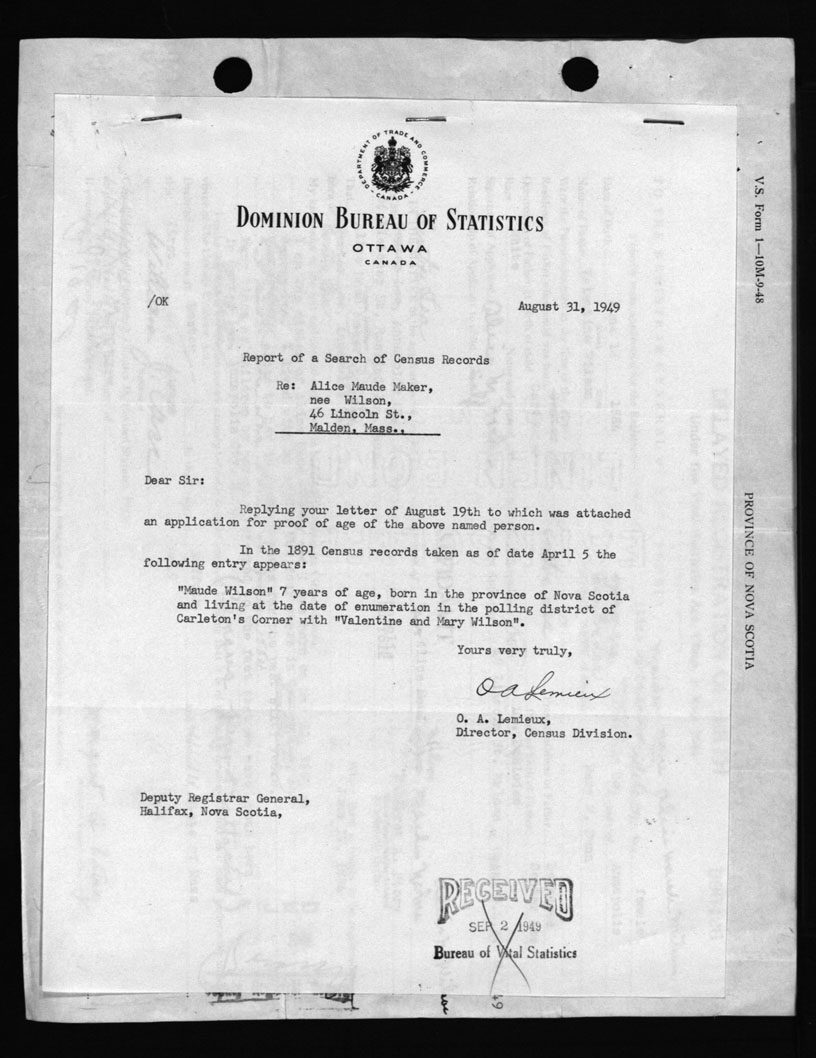 DEPARTMENT OF TRADE AND COMMERCE
CANADA
DOMINION BUREAU OF STATISTICS
OTTAWA
CANADA
/OK
August 31, 1949
Report of a Search of Census Records
Re: Alice Maude Maker,
nee Wilson,
46 Lincoln St.,
Malden, Mass.,
Dear Sir:
Replying your letter of August 19th to which was attached
an application for proof of age of the above named person.
In the 1891 Census records taken as of date April 5 the
following entry appears:
"Maude Wilson" 7 years of age, born in the province of Nova Scotia
and living at the date of enumeration in the polling district of
Carleton's Corner with "Valentine and Mary Wilson".
Yours very truly,
O A Lemieux
O. A. Lemieux,
Director, Census Division.
Deputy Registrar General,
Halifax, Nova Scotia,
RECEIVED
SEP 2 1949
Bureau of Vital Statistics
V.S. Form 1—10M-9-48
PROVINCE OF NOVA SCOTIA